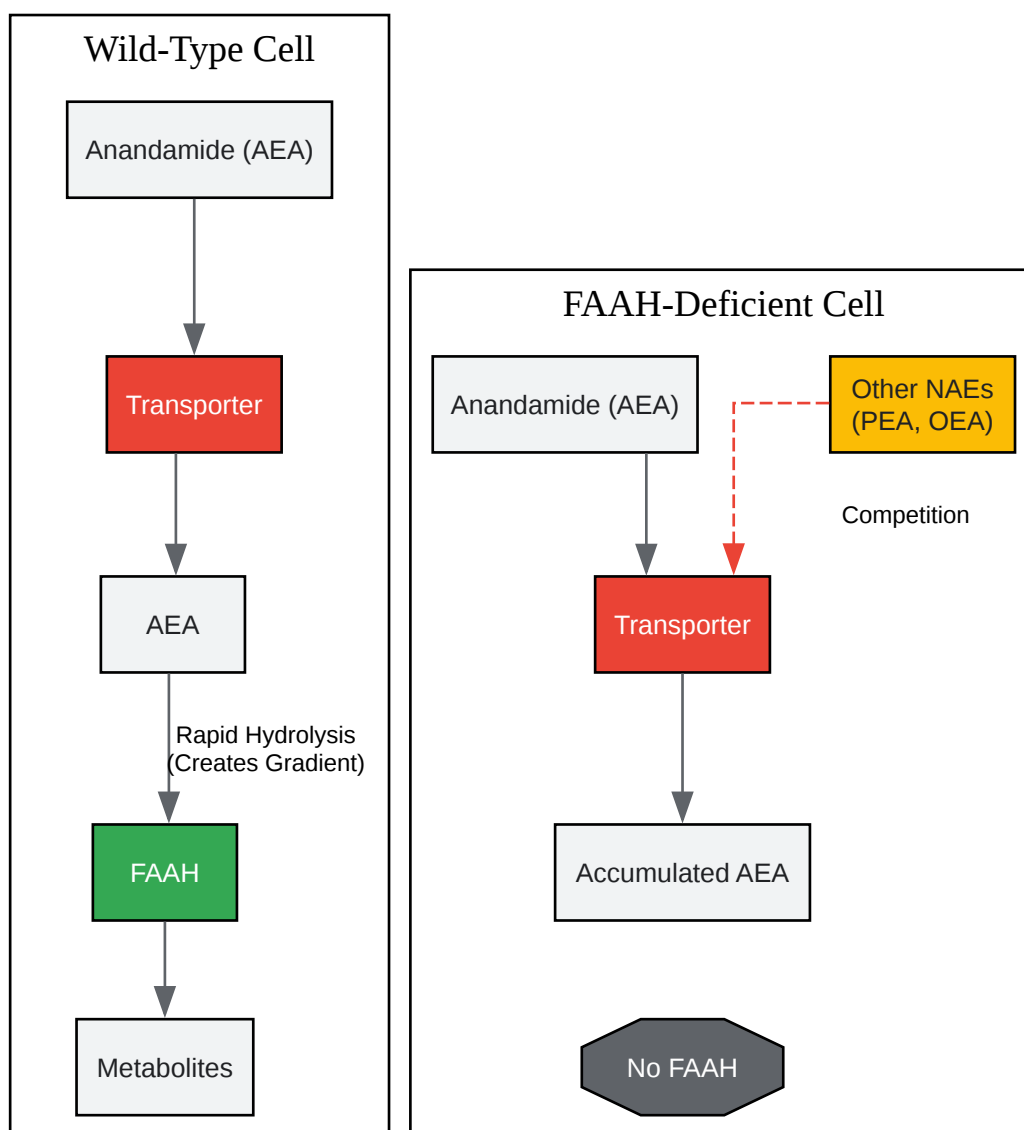 Wild-Type Cell
Anandamide (AEA)
Transporter
AEA
Rapid Hydrolysis
(Creates Gradient)
FAAH
Metabolites
FAAH-Deficient Cell
Anandamide (AEA)
Other NAEs
(PEA, OEA)
Competition
Transporter
Accumulated AEA
No FAAH